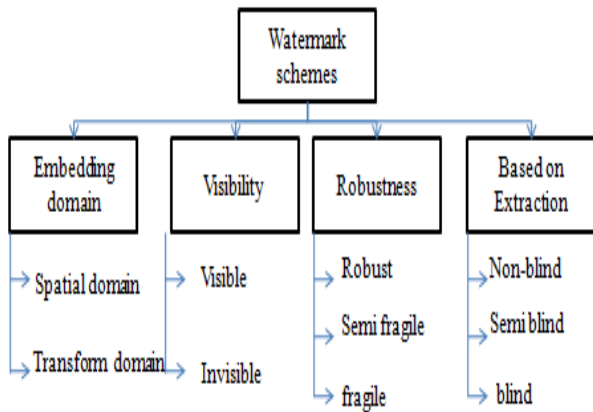 Watermark
schemes
Embedding
domain
Visibility
Robustness
Based on
Extraction
Spatial domain
Transform domain
Visible
Invisible
Robust
Semi fragile
fragile
Non-blind
Semi blind
blind